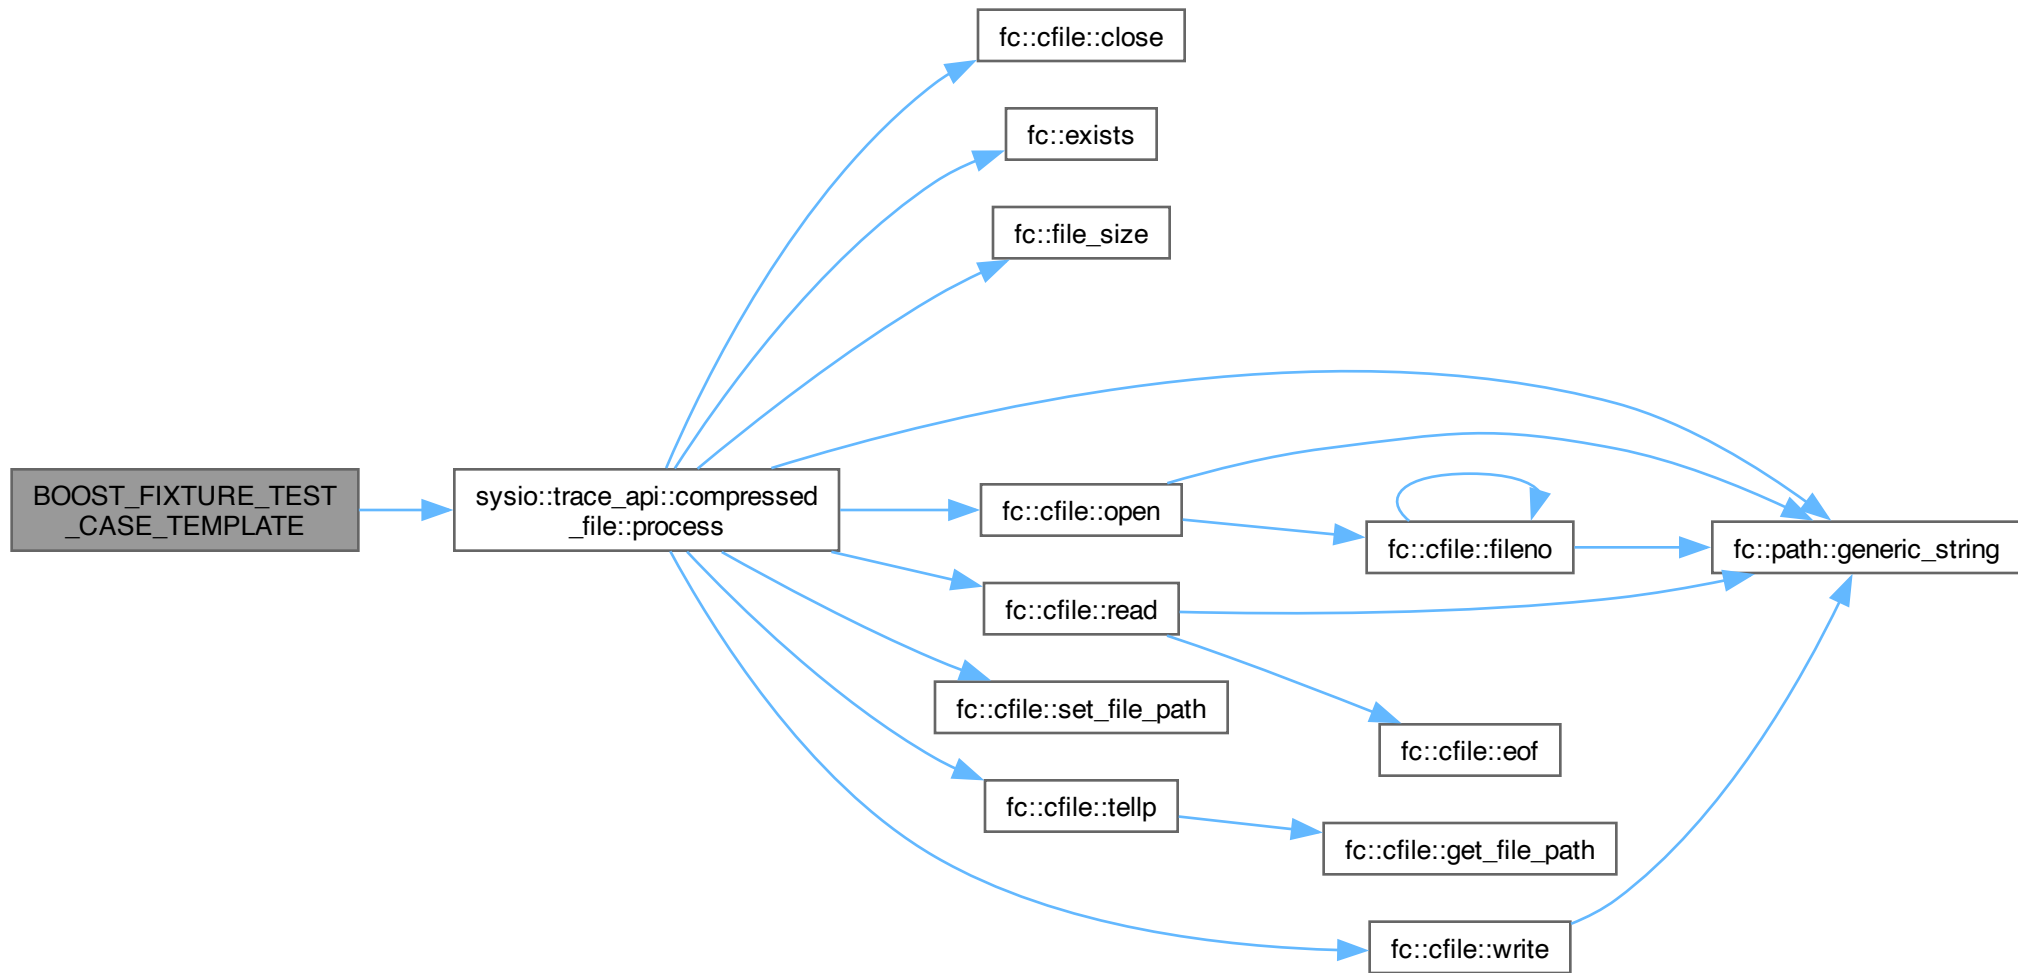 fc::cfile::close
fc::exists
fc::file_size
BOOST_FIXTURE_TEST
_CASE_TEMPLATE
sysio::trace_api::compressed
_file::process
fc::cfile::open
fc::cfile::fileno
fc::path::generic_string
fc::cfile::read
fc::cfile::set_file_path
fc::cfile::eof
fc::cfile::tellp
fc::cfile::get_file_path
fc::cfile::write